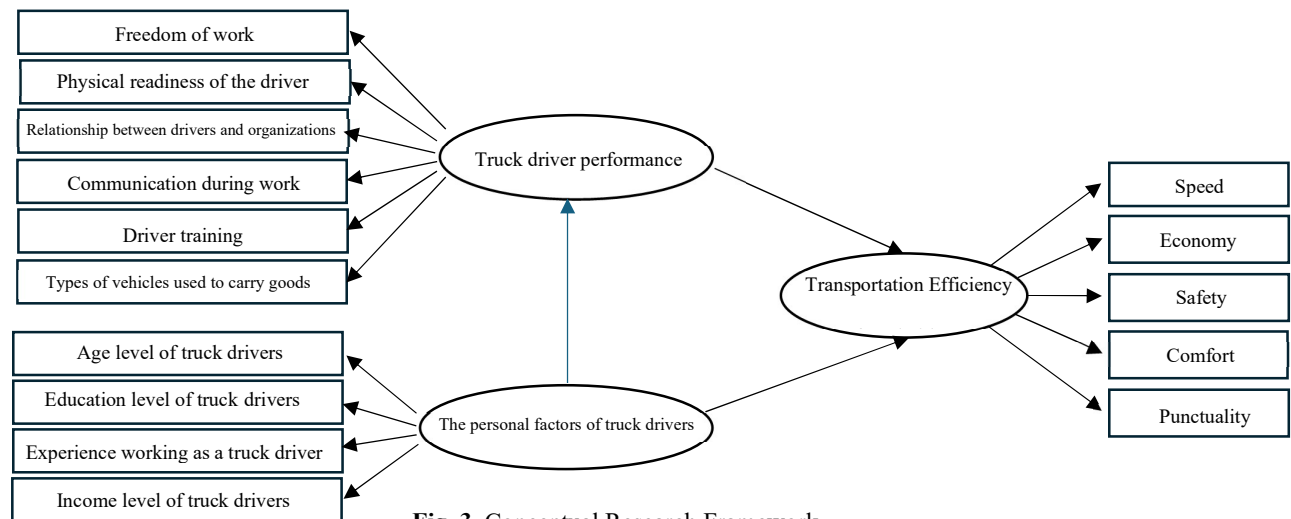 Freedom of work
Physical readiness of the driver
Relationship between drivers and organizations
Communication during work
Driver training
Types of vehicles used to carry goods
Truck driver performance
Age level of truck drivers
Education level of truck drivers
Experience working as a truck driver
Income level of truck drivers
The personal factors of truck drivers
Transportation Efficiency
Speed
Economy
Safety
Comfort
Punctuality
Fig. 3. Conceptual Research Framework